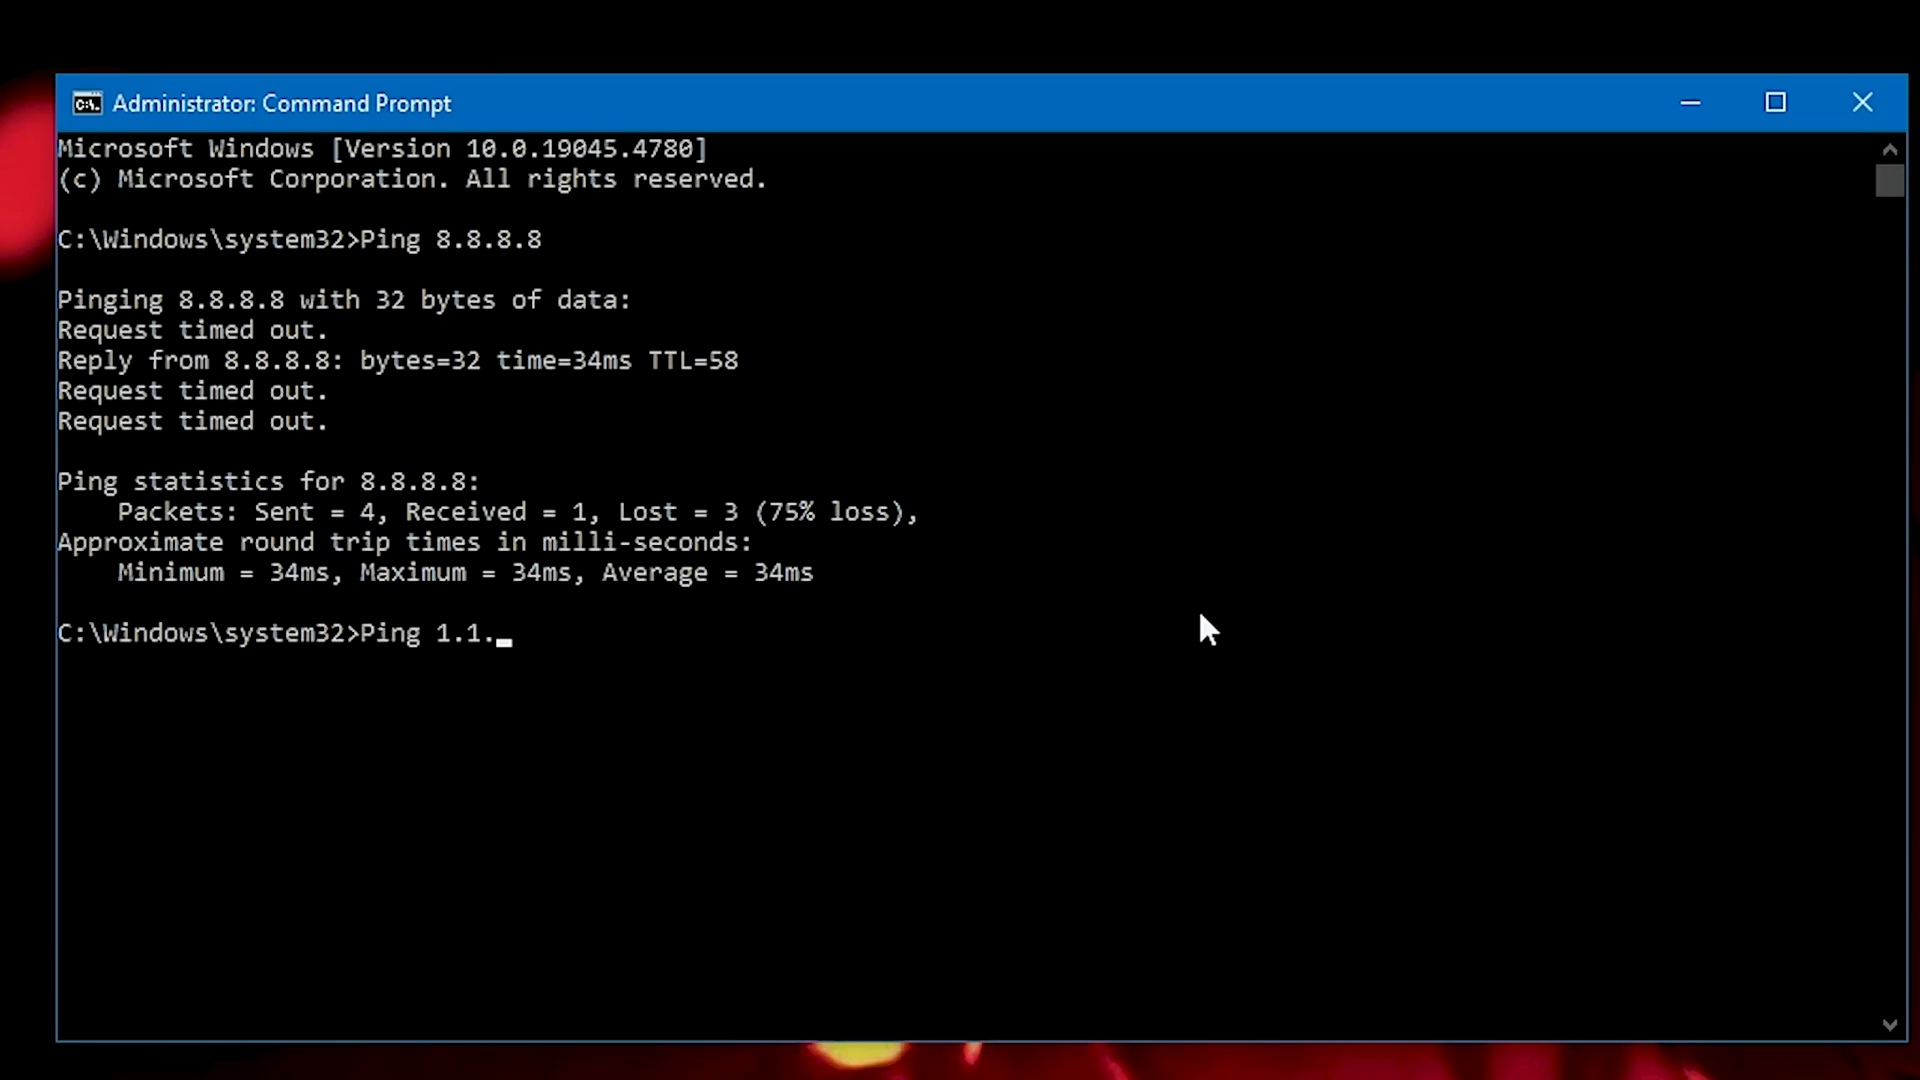 Administrator: Command Prompt
Microsoft Windows [Version 10.0.19045.4780]
(c) Microsoft Corporation. All rights reserved.
C:\Windows\system32>Ping 8.8.8.8
Pinging 8.8.8.8 with 32 bytes of data:
Request timed out.
Reply from 8.8.8.8: bytes=32 time=34ms TTL=58
Request timed out.
Request timed out.
Ping statistics for 8.8.8.8:
Packets: Sent = 4, Received = 1, Lost = 3 (75% loss),
Approximate round trip times in milli-seconds:
Minimum = 34ms, Maximum = 34ms, Average = 34ms
C:\Windows\system32>Ping 1.1.